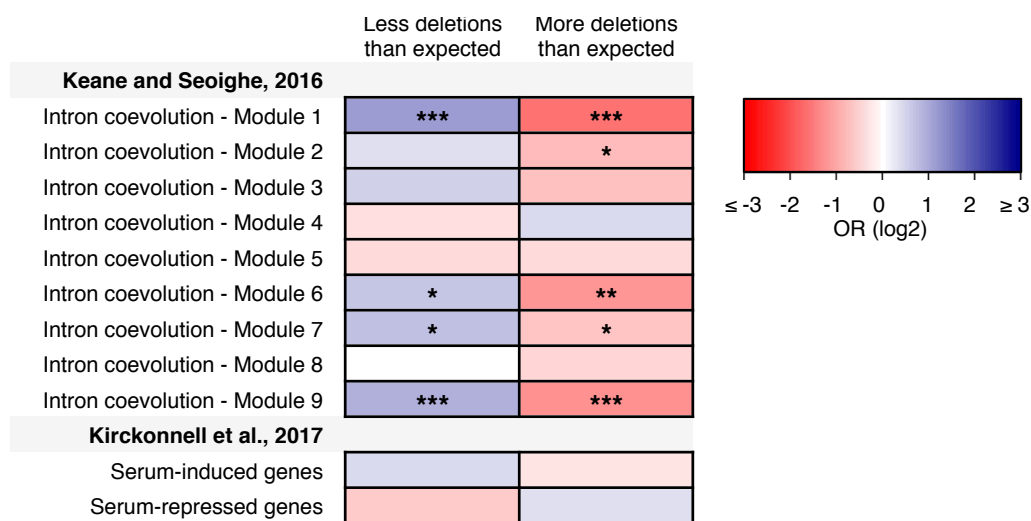 Less deletions More deletions
than expected than expected
Keane and Seoighe, 2016
Intron coevolution - Module 1 *** ***
Intron coevolution - Module 2 *
Intron coevolution - Module 3
Intron coevolution - Module 4
Intron coevolution - Module 5
Intron coevolution - Module 6 * **
Intron coevolution - Module 7 * *
Intron coevolution - Module 8
Intron coevolution - Module 9 *** ***
Kirckonnell et al., 2017
Serum-induced genes
Serum-repressed genes
≤ -3 -2 -1 0 1 2 ≥ 3
OR (log2)